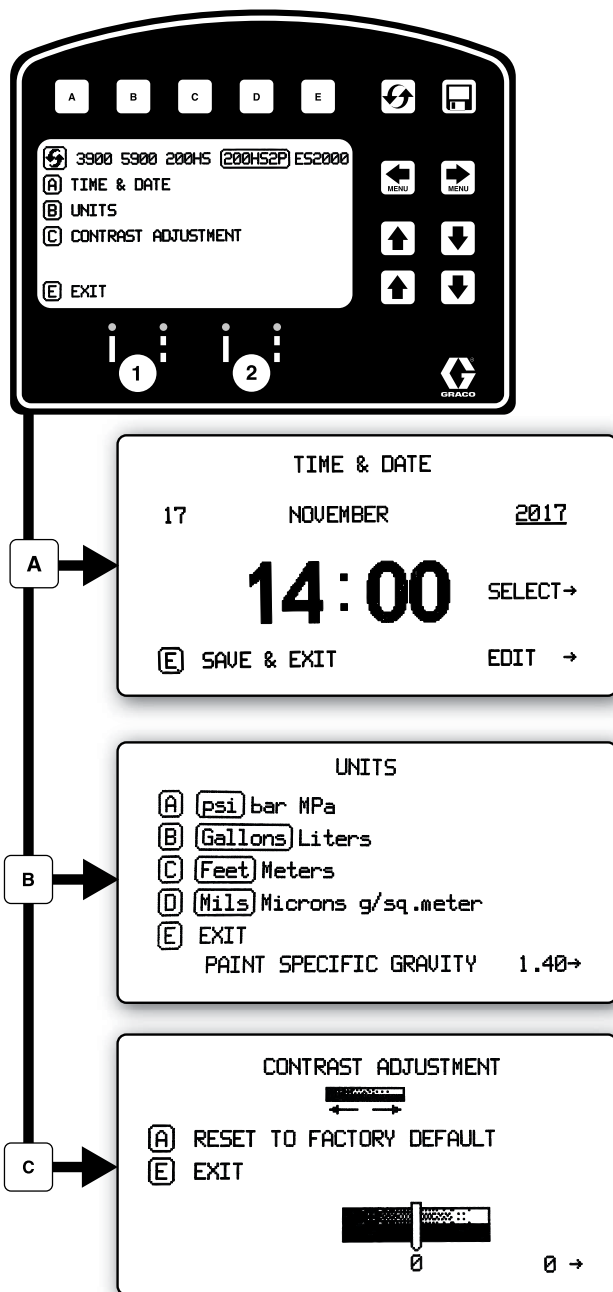 A B C D E
3900 5900 200HS 200HS2P ES2000
A TIME & DATE
B UNITS
C CONTRAST ADJUSTMENT
E EXIT
MENU MENU
1 2
GRACO
A
TIME & DATE
17 NOVEMBER 2017
14:00
SELECT→
E SAVE & EXIT EDIT →
B
UNITS
A psi bar MPa
B Gallons Liters
C Feet Meters
D Mils Microns g/sq.meter
E EXIT
PAINT SPECIFIC GRAVITY 1.40→
C
CONTRAST ADJUSTMENT
A RESET TO FACTORY DEFAULT
E EXIT
0 0 →